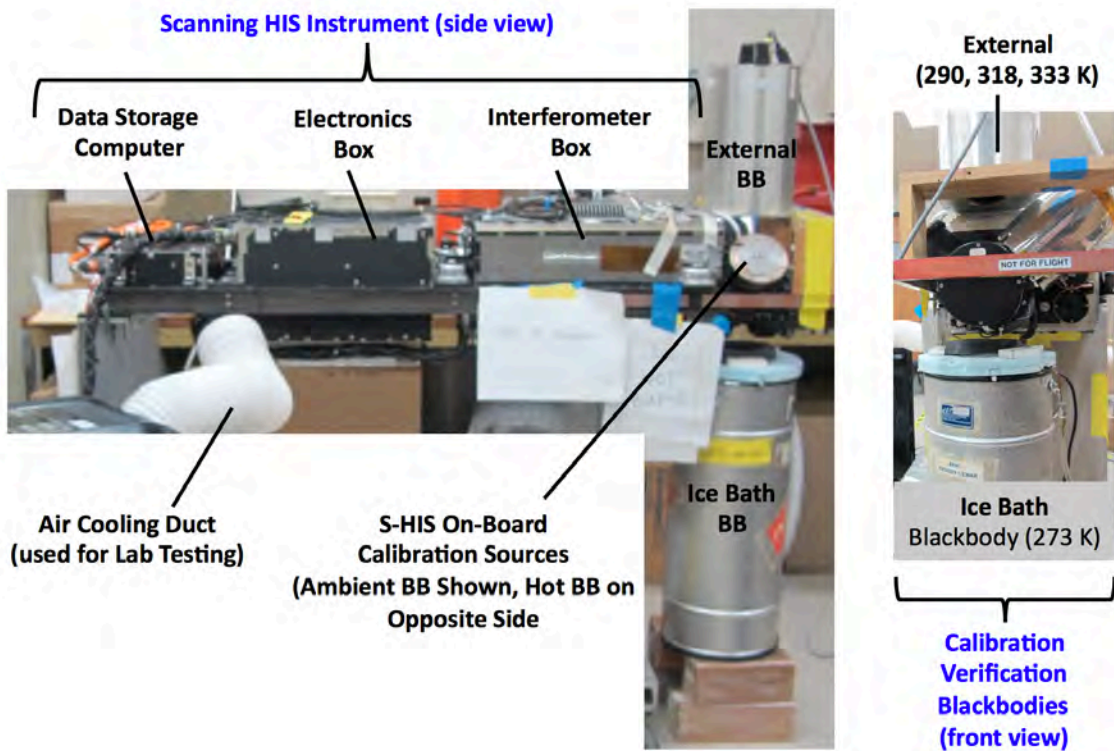 Scanning HIS Instrument (side view)
Data Storage
Computer
Electronics
Box
Interferometer
Box
External
BB
Air Cooling Duct
(used for Lab Testing)
S-HIS On-Board
Calibration Sources
(Ambient BB Shown, Hot BB on
Opposite Side
Ice Bath
BB
External
(290, 318, 333 K)
NOT FOR FLIGHT
Ice Bath
Blackbody (273 K)
Calibration
Verification
Blackbodies
(front view)